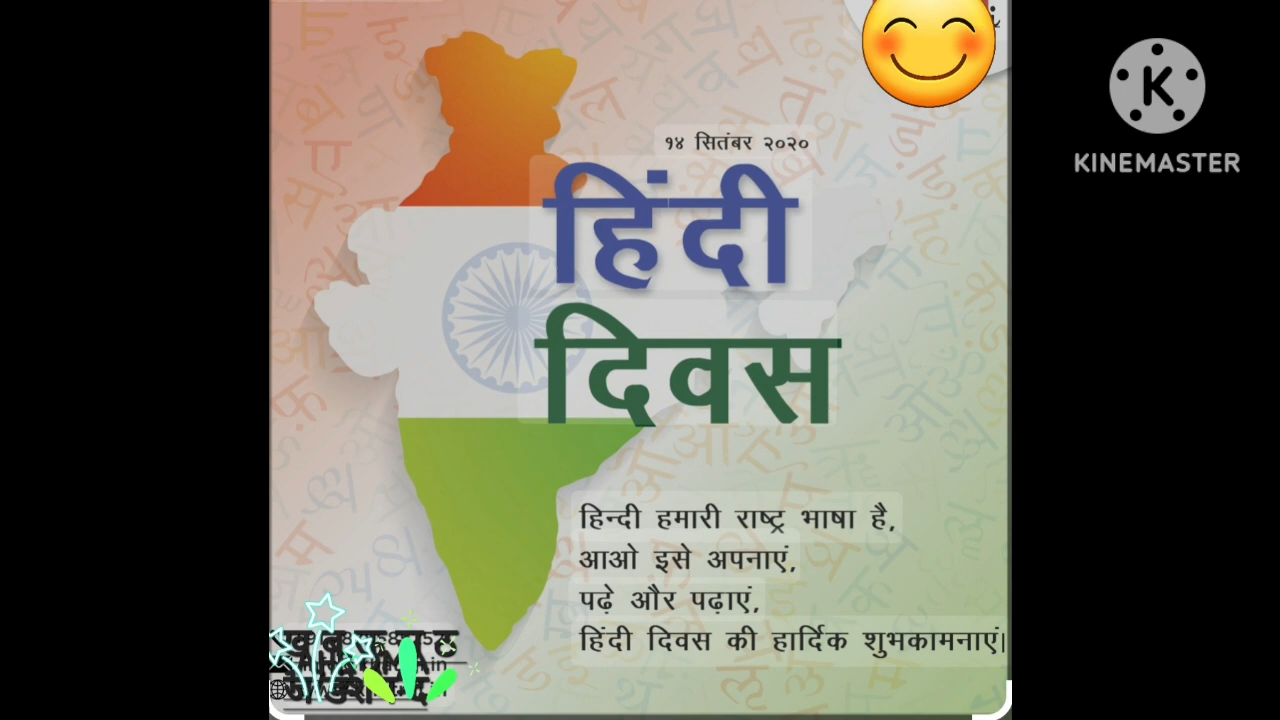 १४ सितंबर २०२०
हिंदी
दिवस
हिन्दी हमारी राष्ट्र भाषा है,
आओ इसे अपनाएं,
पढ़े और पढ़ाएं,
हिंदी दिवस की हार्दिक शुभकामनाएं।
KINEMASTER